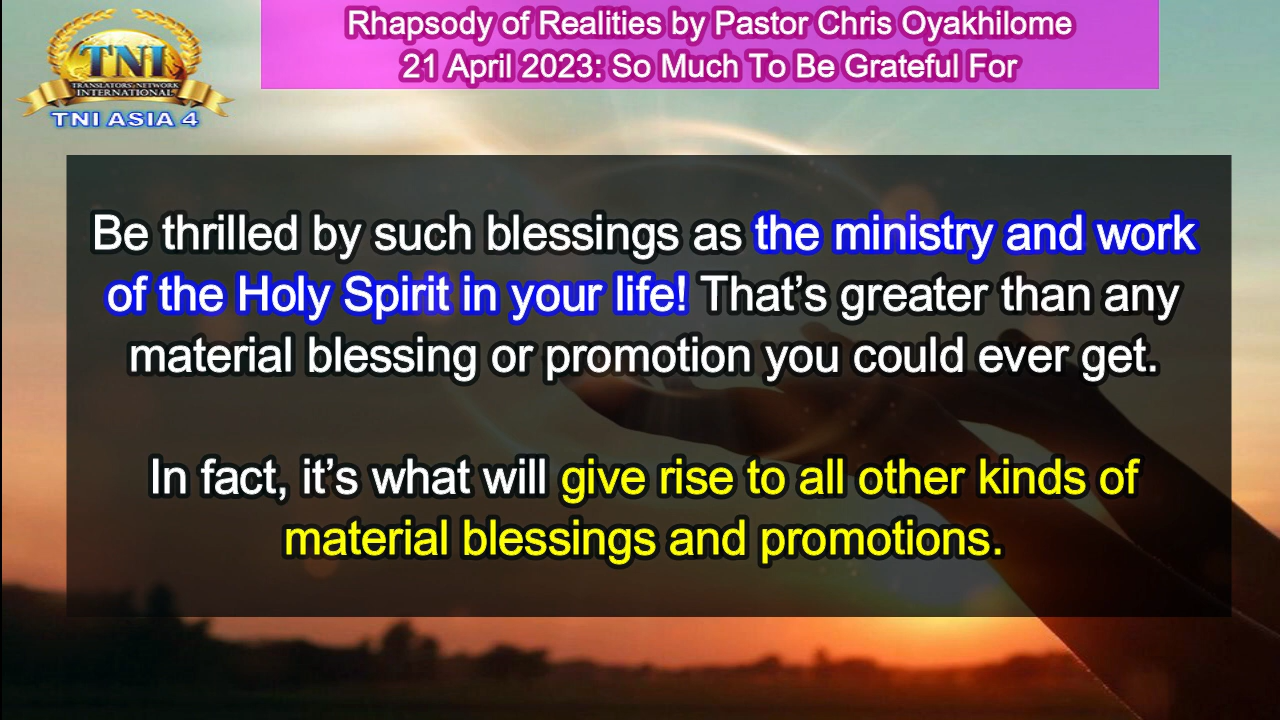 Rhapsody of Realities by Pastor Chris Oyakhilome
21 April 2023: So Much To Be Grateful For
TNI
TRANSLATORS' NETWORK
INTERNATIONAL
TNI ASIA 4
Be thrilled by such blessings as the ministry and work
of the Holy Spirit in your life! That’s greater than any
material blessing or promotion you could ever get.
In fact, it’s what will give rise to all other kinds of
material blessings and promotions.